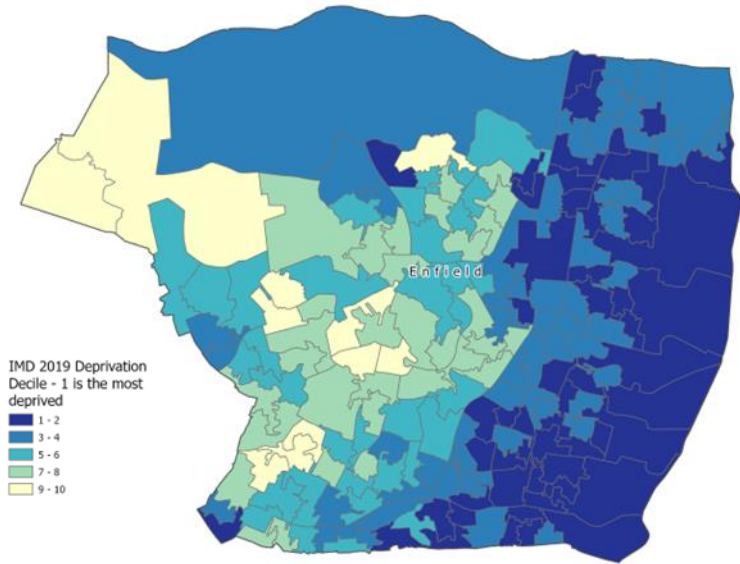 Enfield
IMD 2019 Deprivation
Decile - 1 is the most
deprived
1 - 2
3 - 4
5 - 6
7 - 8
9 - 10